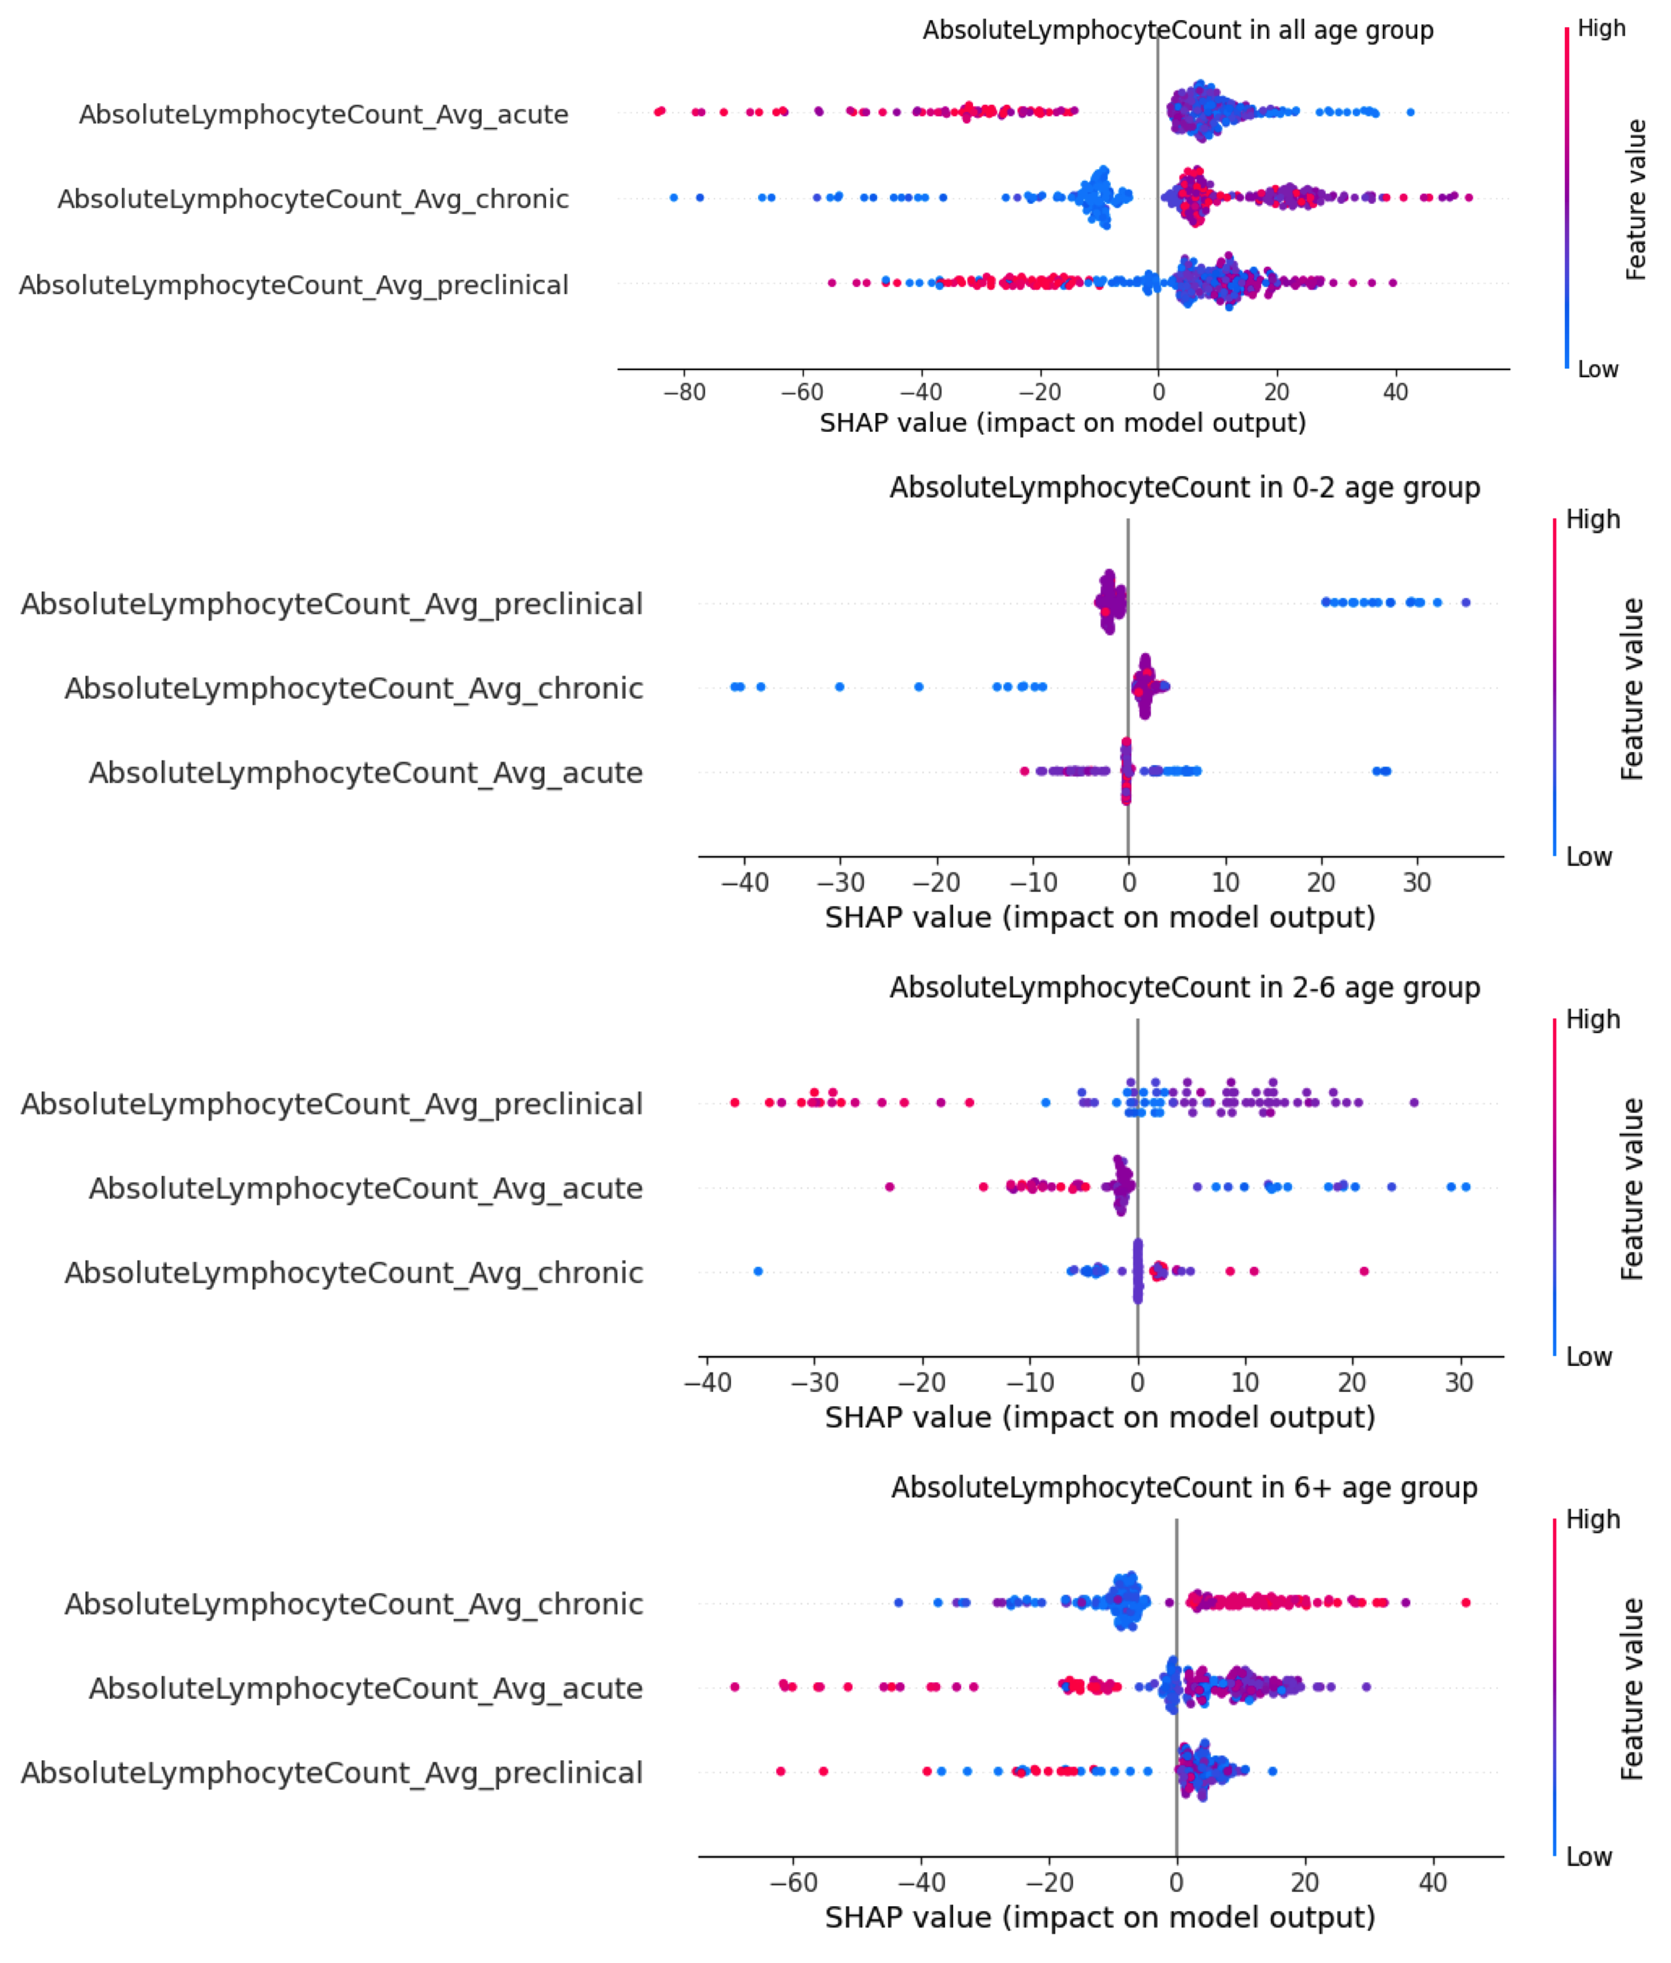 AbsoluteLymphocyteCount in all age group
High
AbsoluteLymphocyteCount_Avg_acute
AbsoluteLymphocyteCount_Avg_chronic
AbsoluteLymphocyteCount_Avg_preclinical
Feature value
Low
−80 −60 −40 −20 0 20 40
SHAP value (impact on model output)
AbsoluteLymphocyteCount in 0-2 age group
High
AbsoluteLymphocyteCount_Avg_preclinical
AbsoluteLymphocyteCount_Avg_chronic
AbsoluteLymphocyteCount_Avg_acute
Feature value
Low
−40 −30 −20 −10 0 10 20 30
SHAP value (impact on model output)
AbsoluteLymphocyteCount in 2-6 age group
High
AbsoluteLymphocyteCount_Avg_preclinical
AbsoluteLymphocyteCount_Avg_acute
AbsoluteLymphocyteCount_Avg_chronic
Feature value
Low
−40 −30 −20 −10 0 10 20 30
SHAP value (impact on model output)
AbsoluteLymphocyteCount in 6+ age group
High
AbsoluteLymphocyteCount_Avg_chronic
AbsoluteLymphocyteCount_Avg_acute
AbsoluteLymphocyteCount_Avg_preclinical
Feature value
Low
−60 −40 −20 0 20 40
SHAP value (impact on model output)